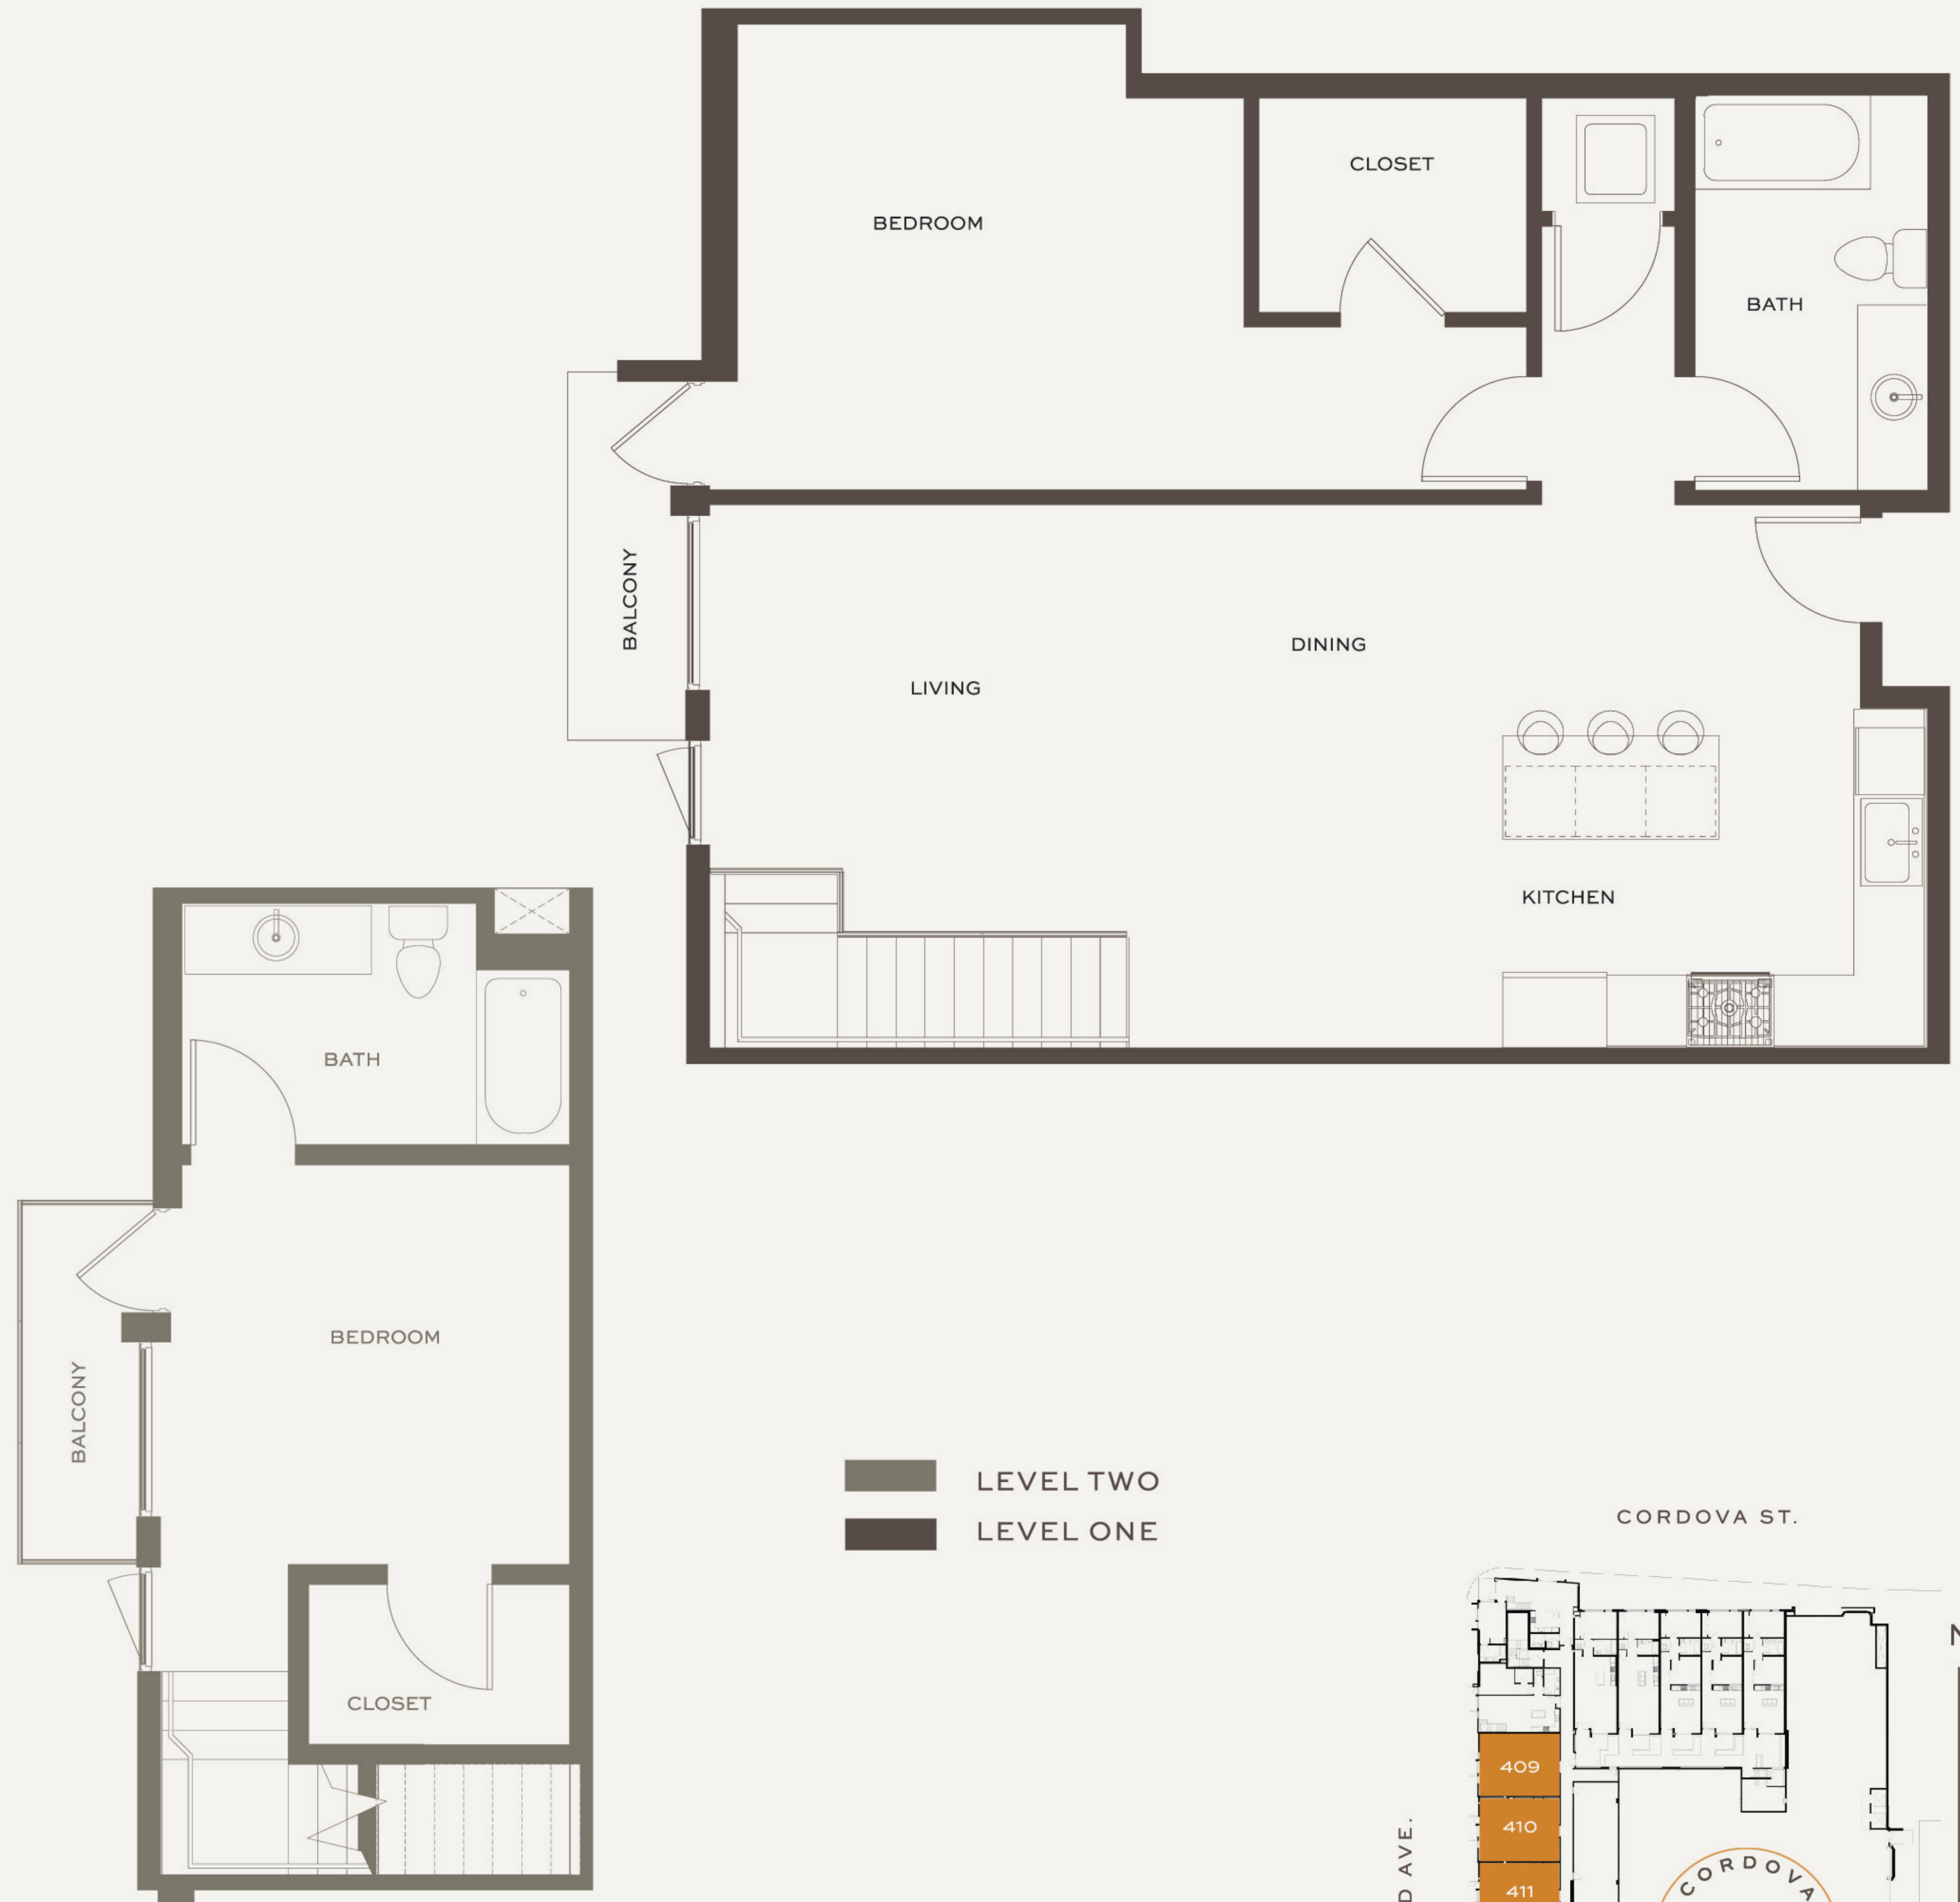 CLOSET
BEDROOM
BATH
BALCONY
DINING
LIVING
KITCHEN
BATH
BEDROOM
BALCONY
CLOSET
LEVEL TWO
LEVEL ONE
CORDOVA ST.
409
410
411
AVE.
CORDOVA